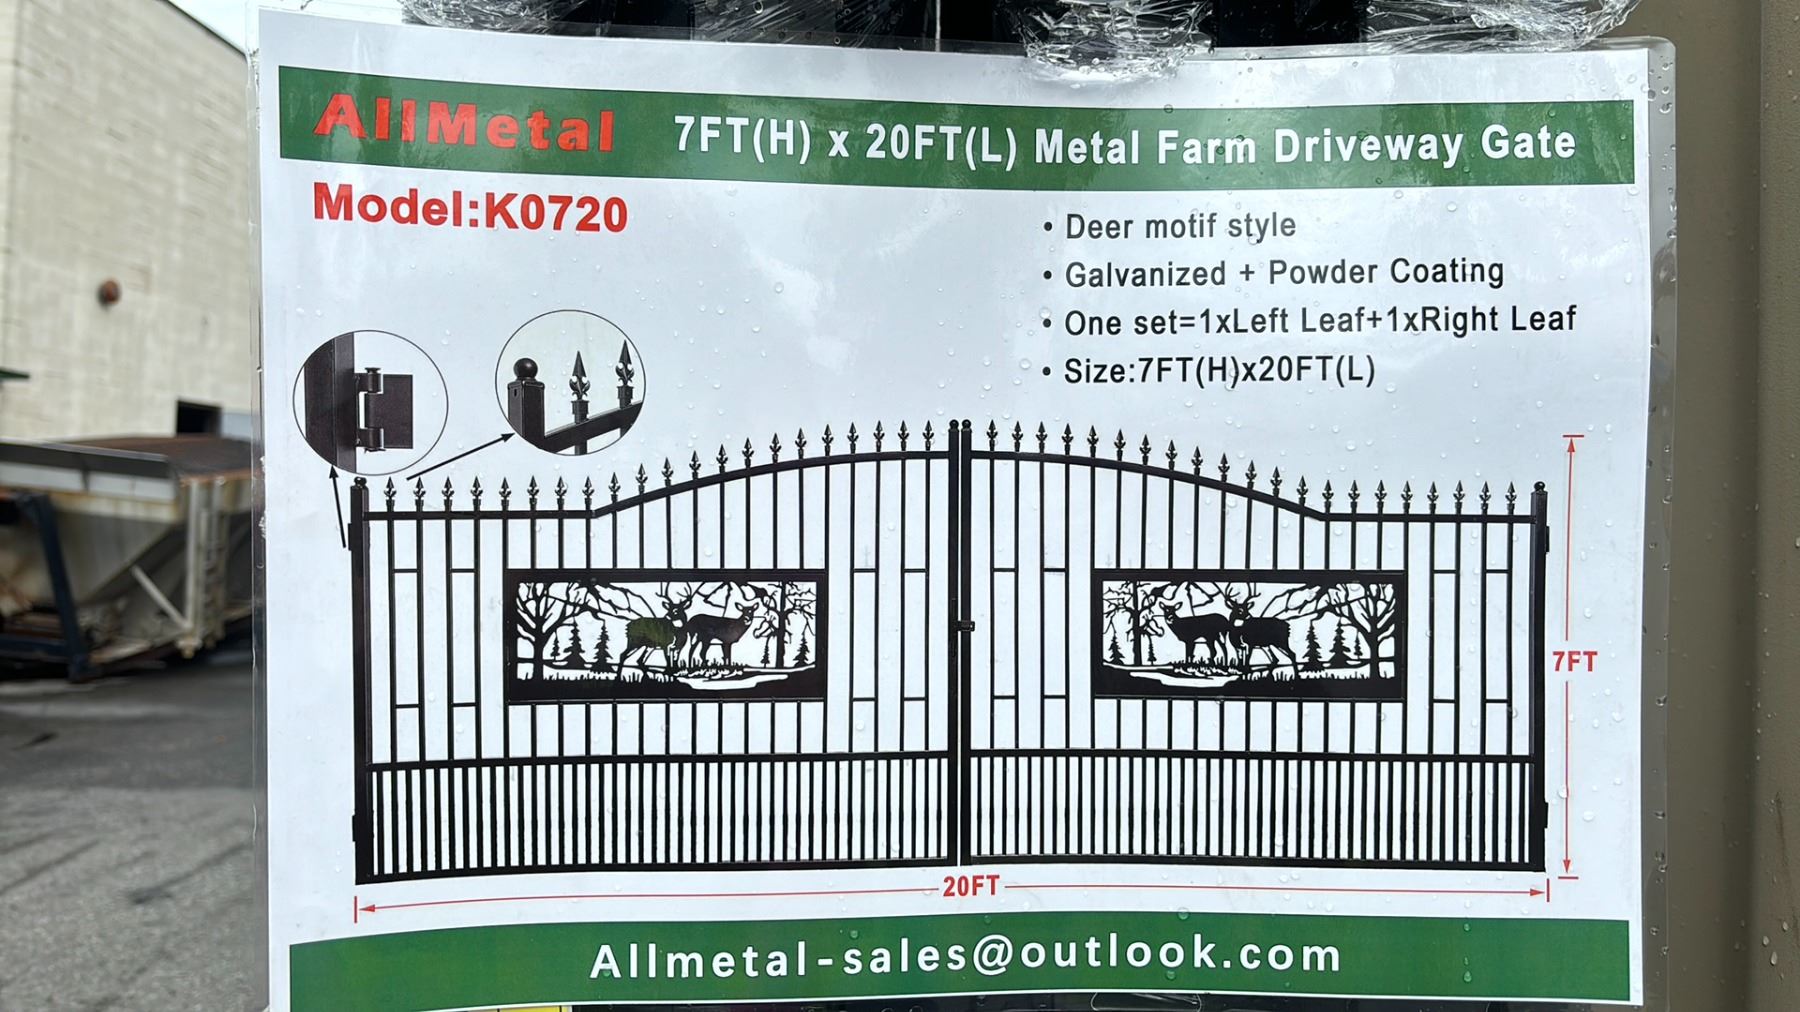 AllMetal 7FT(H) x 20FT(L) Metal Farm Driveway Gate
Model:K0720
• Deer motif style
• Galvanized + Powder Coating
• One set=1xLeft Leaf+1xRight Leaf
• Size:7FT(H)x20FT(L)
7FT
20FT
Allmetal-sales@outlook.com